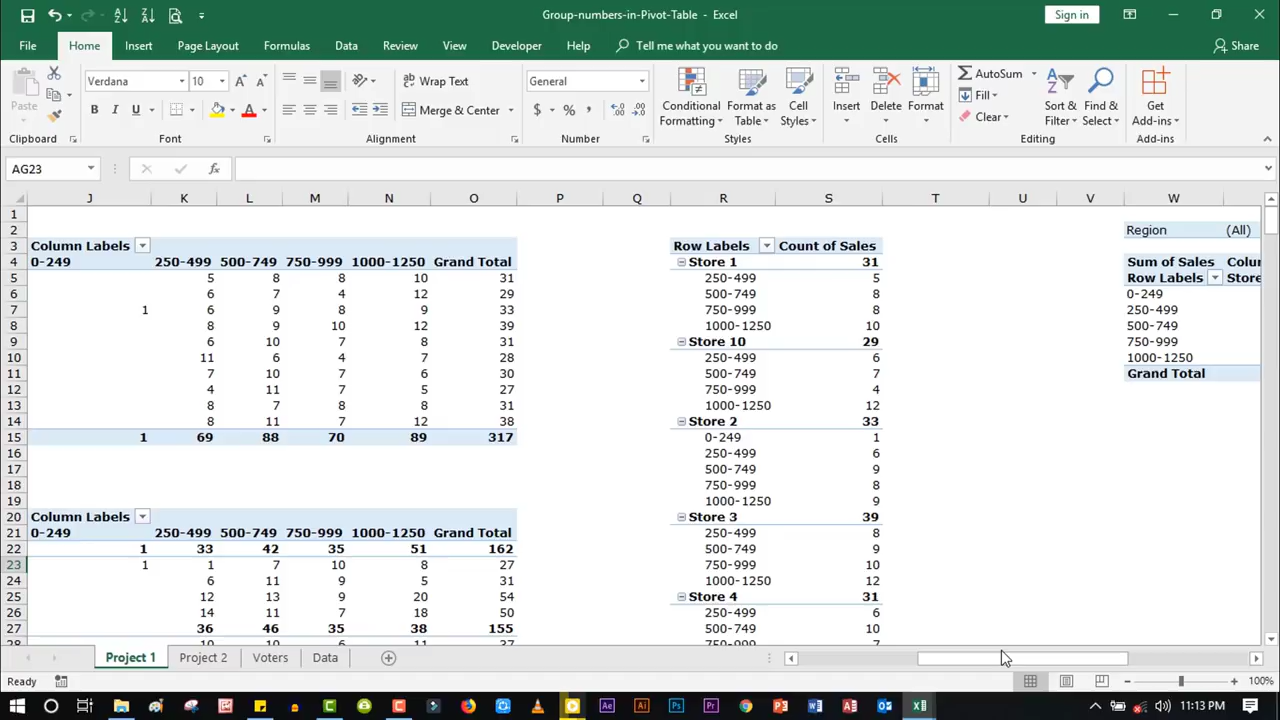 Group-numbers-in-Pivot-Table - Excel
Sign in
File Home Insert Page Layout Formulas Data Review View Developer Help Tell me what you want to do Share
Paste
Verdana 10
B I U
Wrap Text
Merge & Center
General
$ %
Conditional Formatting
Format as Table
Cell Styles
Insert Delete Format
AutoSum
Fill
Clear
Sort & Filter
Find & Select
Get Add-ins
Clipboard Font Alignment Number Styles Cells Editing Add-ins
AG23 fx
J K L M N O P Q R S T U V W
1
2 Region (All)
3 Column Labels Row Labels Count of Sales
4 0-249 250-499 500-749 750-999 1000-1250 Grand Total Store 1 31 Sum of Sales Colu
5 5 8 8 10 31 250-499 5 Row Labels Store
6 6 7 4 12 29 500-749 8 0-249
7 1 6 9 8 9 33 750-999 8 250-499
8 8 9 10 12 39 1000-1250 10 500-749
9 6 10 7 8 31 Store 10 29 750-999
10 11 6 4 7 28 250-499 6 1000-1250
11 7 10 7 6 30 500-749 7 Grand Total
12 4 11 7 5 27 750-999 4
13 8 7 8 8 31 1000-1250 12
14 8 11 7 12 38 Store 2 33
15 1 69 88 70 89 317 0-249 1
16 250-499 6
17 500-749 9
18 750-999 8
19 1000-1250 9
20 Column Labels Store 3 39
21 0-249 250-499 500-749 750-999 1000-1250 Grand Total 250-499 8
22 1 33 42 35 51 162 500-749 9
23 1 1 7 10 8 27 750-999 10
24 6 11 9 5 31 1000-1250 12
25 12 13 9 20 54 Store 4 31
26 14 11 7 18 50 250-499 6
27 36 46 35 38 155 500-749 10
28 10 10 6 11 37 750-999 7
Project 1 Project 2 Voters Data
Ready 100%
11:13 PM